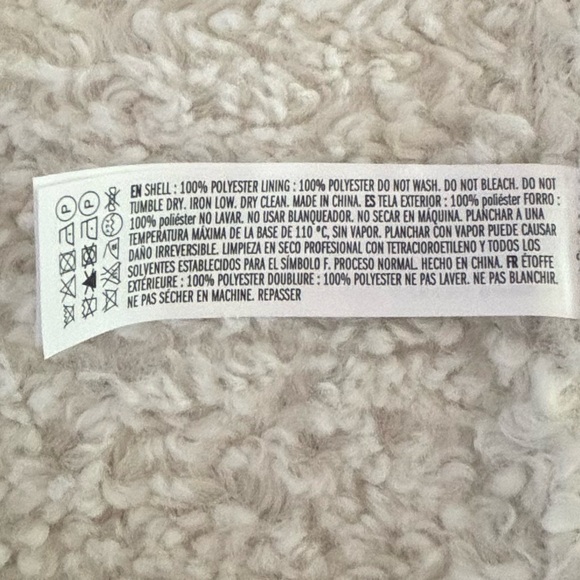 EN SHELL : 100% POLYESTER LINING : 100% POLYESTER DO NOT WASH. DO NOT BLEACH. DO NOT
TUMBLE DRY. IRON LOW. DRY CLEAN. MADE IN CHINA. ES TELA EXTERIOR : 100% poliéster FORRO :
100% poliéster NO LAVAR. NO USAR BLANQUEADOR. NO SECAR EN MÁQUINA. PLANCHAR A UNA
TEMPERATURA MÁXIMA DE LA BASE DE 110 ºC, SIN VAPOR. PLANCHAR CON VAPOR PUEDE CAUSAR
DAÑO IRREVERSIBLE. LIMPIEZA EN SECO PROFESIONAL CON TETRACLOROETILENO Y TODOS LOS
SOLVENTES ESTABLECIDOS PARA EL SÍMBOLO F. PROCESO NORMAL. HECHO EN CHINA. FR ÉTOFFE
EXTÉRIEURE : 100% POLYESTER DOUBLURE : 100% POLYESTER NE PAS LAVER. NE PAS BLANCHIR.
NE PAS SÉCHER EN MACHINE. REPASSER
P
P